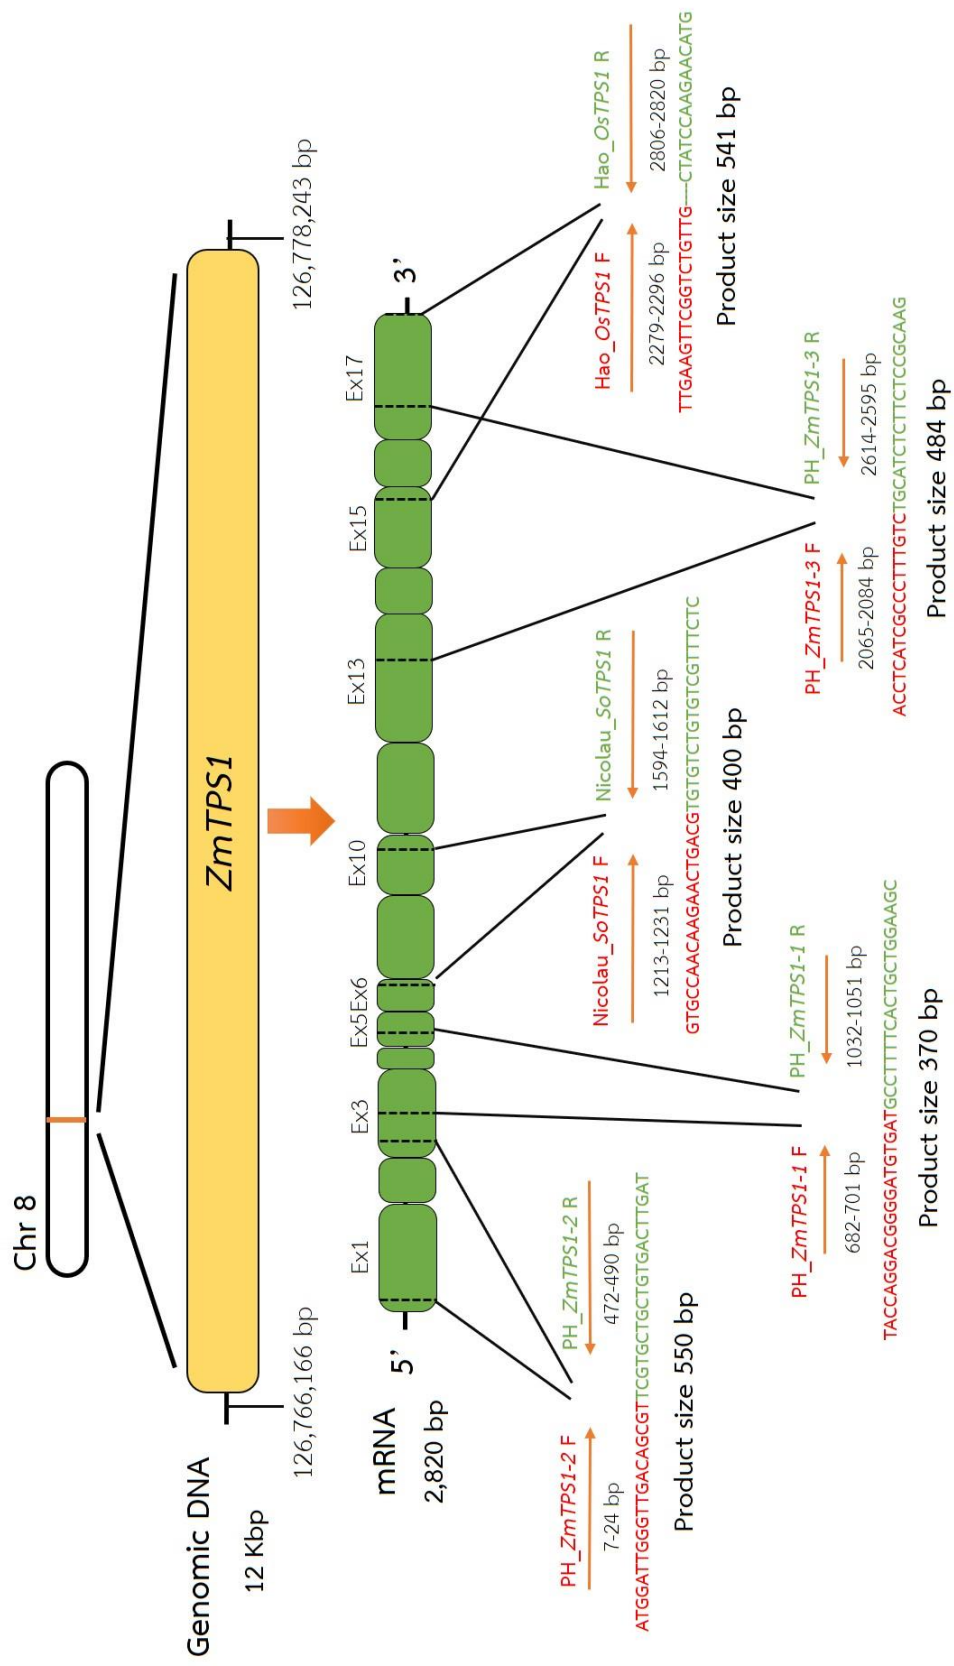 Chr 8
Genomic DNA
12 Kbp
ZmTPS1
126,766,166 bp
126,778,243 bp
mRNA
2,820 bp
5’
Ex1
Ex3
Ex5
Ex6
Ex10
Ex13
Ex15
Ex17
3’
PH_ZmTPS1-2 F
PH_ZmTPS1-2 R
7-24 bp
472-490 bp
ATGGATTGGGTTGACAGCGTTCGTGCTGCTGTGACTTGAT
Product size 550 bp
Nicolau_SoTPS1 F
Nicolau_SoTPS1 R
1213-1231 bp
1594-1612 bp
GTGCCAACAAGAACTGACGTGTGTCTGTGTCGTTTCTC
Product size 400 bp
Hao_OsTPS1 F
Hao_OsTPS1 R
2279-2296 bp
2806-2820 bp
TTGAAGTTCGGTCTGTTG----CTATCCAAGAACATG
Product size 541 bp
PH_ZmTPS1-1 F
PH_ZmTPS1-1 R
682-701 bp
1032-1051 bp
TACCAGGACGGGGATGTGATGCCTTTTCACTGCTGGAAGC
Product size 370 bp
PH_ZmTPS1-3 F
PH_ZmTPS1-3 R
2065-2084 bp
2614-2595 bp
ACCTCATCGCCCTTTGTCTGCATCTCTTCTCCGCAAG
Product size 484 bp